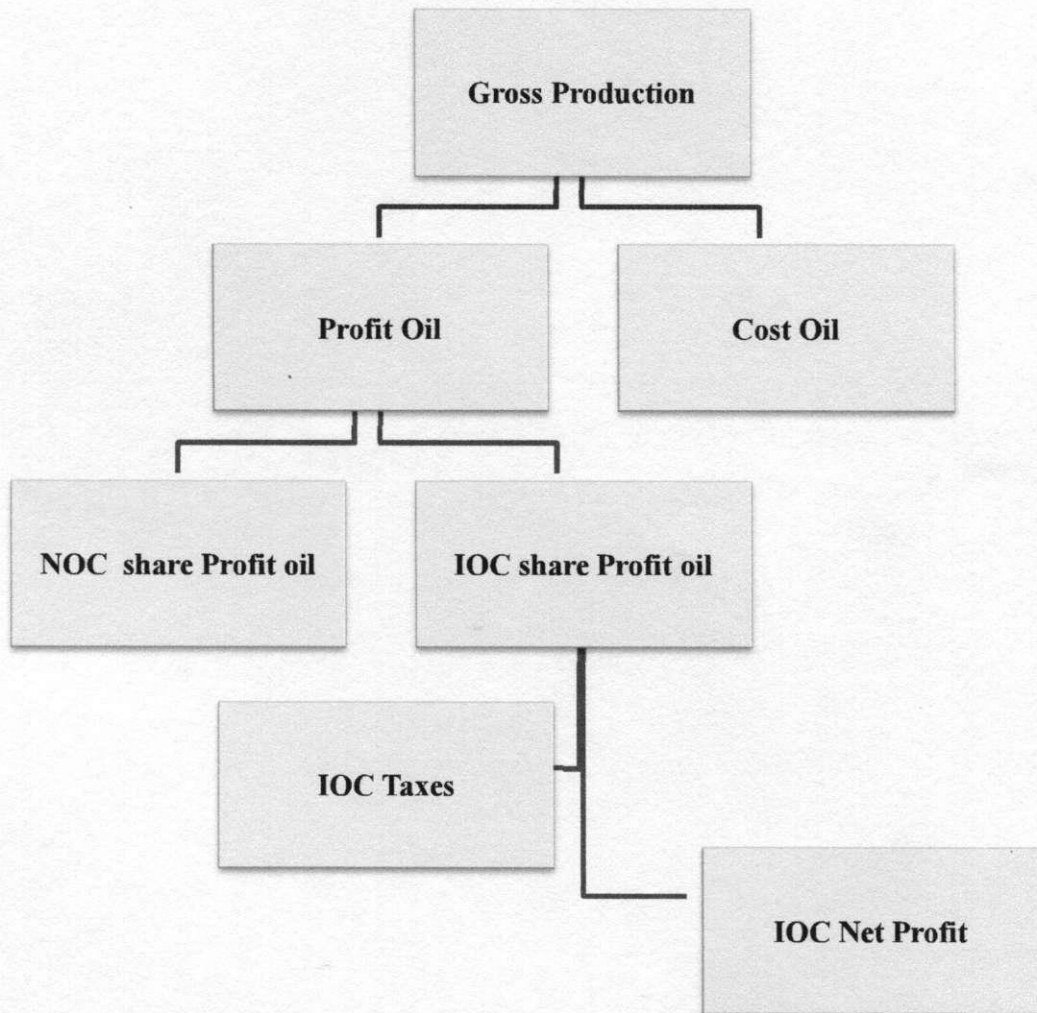 Gross Production
Profit Oil
Cost Oil
NOC share Profit oil
IOC share Profit oil
IOC Taxes
IOC Net Profit